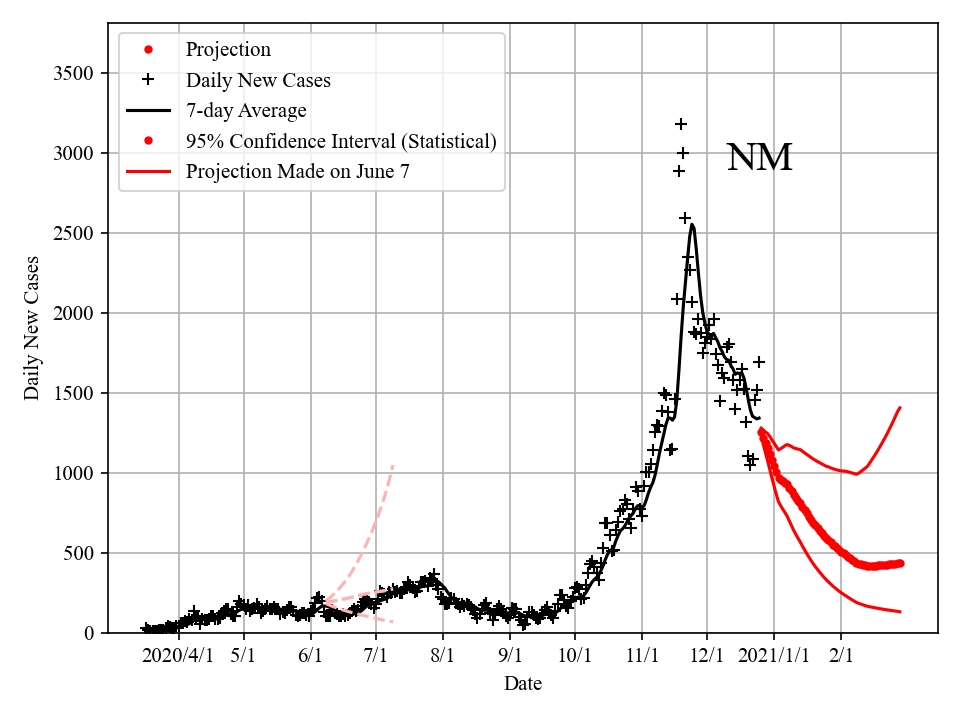 Projection
Daily New Cases
7-day Average
95% Confidence Interval (Statistical)
Projection Made on June 7
NM
3500
3000
2500
2000
1500
1000
500
0
Daily New Cases
2020/4/1 5/1 6/1 7/1 8/1 9/1 10/1 11/1 12/1 2021/1/1 2/1
Date